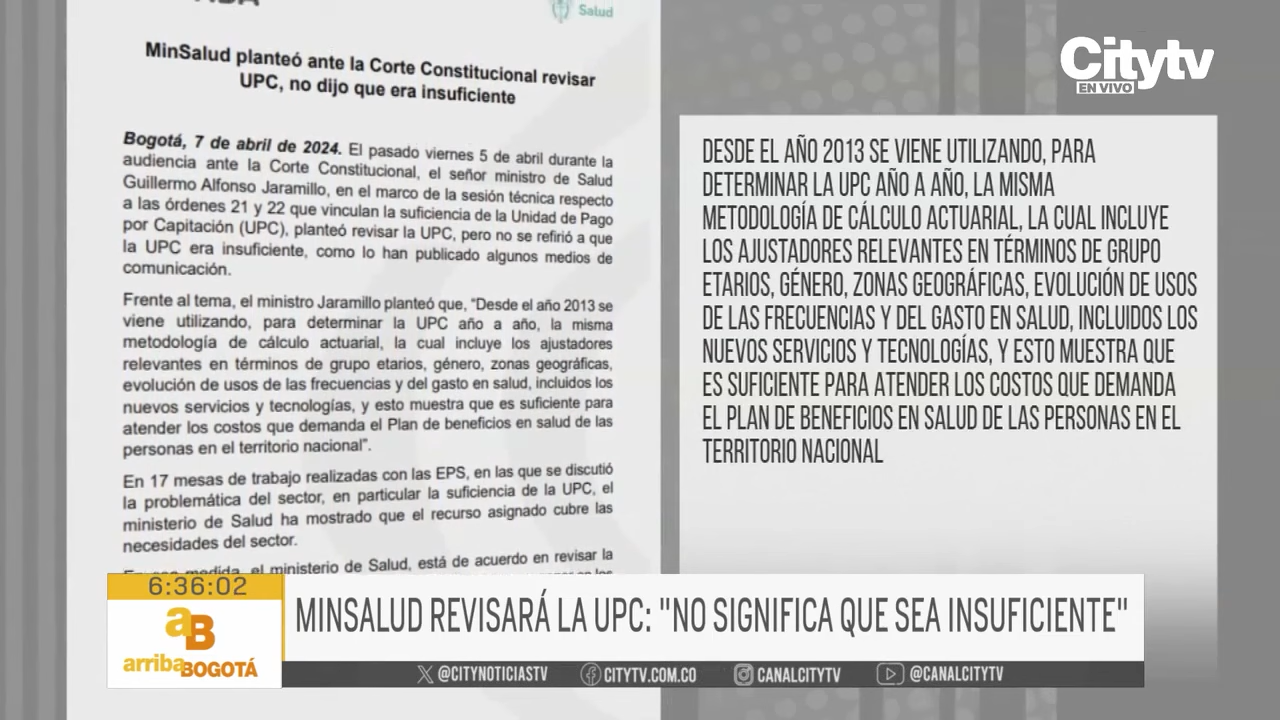 Salud
MinSalud planteó ante la Corte Constitucional revisar
UPC, no dijo que era insuficiente
Bogotá, 7 de abril de 2024. El pasado viernes 5 de abril durante la
audiencia ante la Corte Constitucional, el señor ministro de Salud
Guillermo Alfonso Jaramillo, en el marco de la sesión técnica respecto
a las órdenes 21 y 22 que vinculan la suficiencia de la Unidad de Pago
por Capitación (UPC), planteó revisar la UPC, pero no se refirió a que
la UPC era insuficiente, como lo han publicado algunos medios de
comunicación.
Frente al tema, el ministro Jaramillo planteó que, "Desde el año 2013 se
viene utilizando, para determinar la UPC año a año, la misma
metodología de cálculo actuarial, la cual incluye los ajustadores
relevantes en términos de grupo etarios, género, zonas geográficas,
evolución de usos de las frecuencias y del gasto en salud, incluidos los
nuevos servicios y tecnologías, y esto muestra que es suficiente para
atender los costos que demanda el Plan de beneficios en salud de las
personas en el territorio nacional".
En 17 mesas de trabajo realizadas con las EPS, en las que se discutió
la problemática del sector, en particular la suficiencia de la UPC, el
ministerio de Salud ha mostrado que el recurso asignado cubre las
necesidades del sector.
medida, el ministerio de Salud, está de acuerdo en revisar la
Citytv
EN VIVO
DESDE EL AÑO 2013 SE VIENE UTILIZANDO, PARA
DETERMINAR LA UPC AÑO A AÑO, LA MISMA
METODOLOGÍA DE CÁLCULO ACTUARIAL, LA CUAL INCLUYE
LOS AJUSTADORES RELEVANTES EN TÉRMINOS DE GRUPO
ETARIOS, GÉNERO, ZONAS GEOGRÁFICAS, EVOLUCIÓN DE USOS
DE LAS FRECUENCIAS Y DEL GASTO EN SALUD, INCLUIDOS LOS
NUEVOS SERVICIOS Y TECNOLOGÍAS, Y ESTO MUESTRA QUE
ES SUFICIENTE PARA ATENDER LOS COSTOS QUE DEMANDA
EL PLAN DE BENEFICIOS EN SALUD DE LAS PERSONAS EN EL
TERRITORIO NACIONAL
6:36:02
aB
arriba BOGOTÁ
MINSALUD REVISARÁ LA UPC: "NO SIGNIFICA QUE SEA INSUFICIENTE"
@CITYNOTICIASTV CITYTV.COM.CO CANALCITYTV @CANALCITYTV